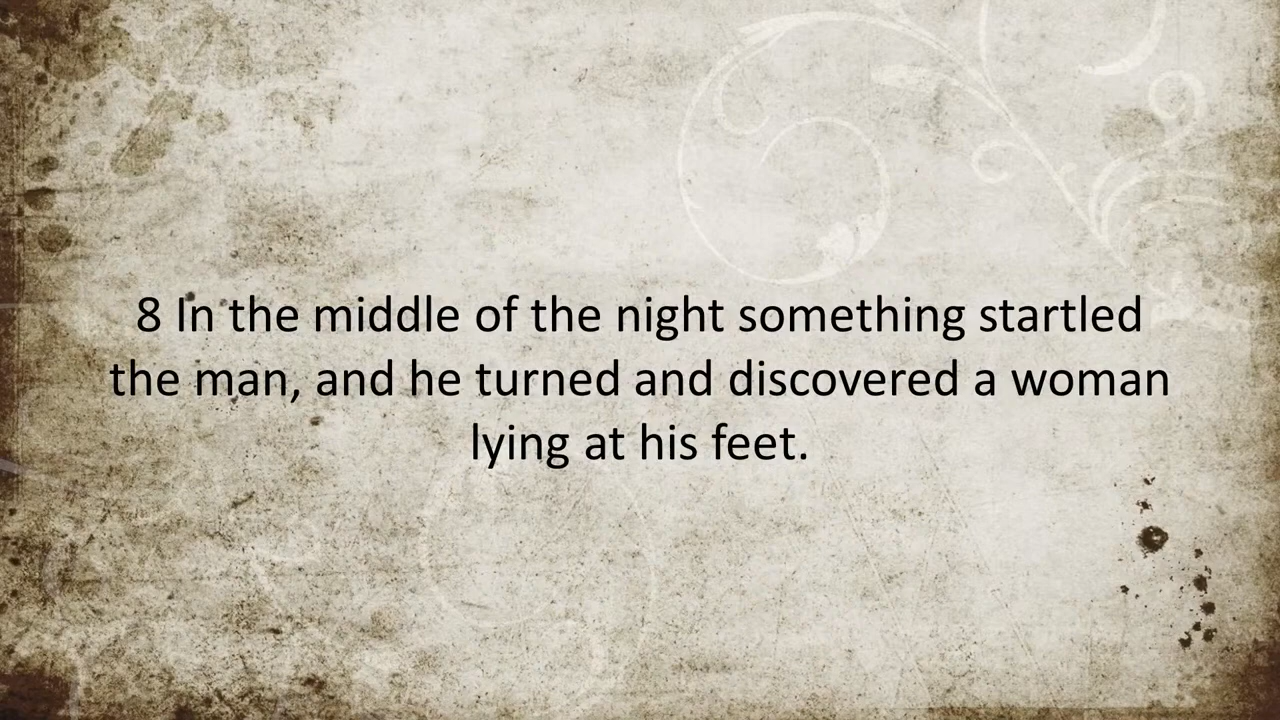 8 In the middle of the night something startled
the man, and he turned and discovered a woman
lying at his feet.